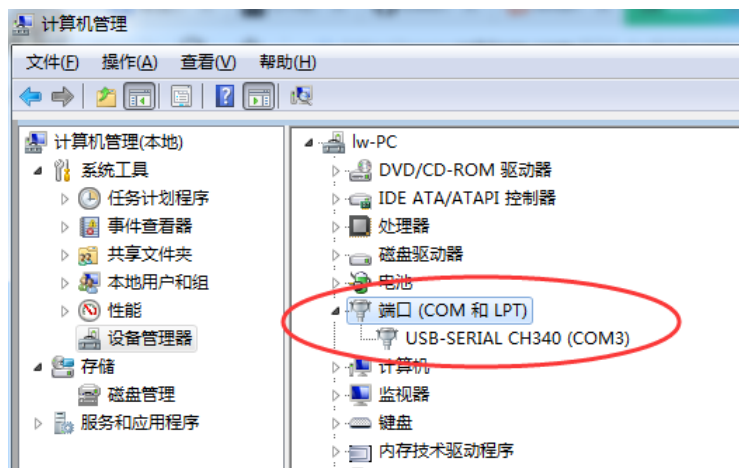 计算机管理
文件(F) 操作(A) 查看(V) 帮助(H)
计算机管理(本地)
系统工具
任务计划程序
事件查看器
共享文件夹
本地用户和组
性能
设备管理器
存储
磁盘管理
服务和应用程序
lw-PC
DVD/CD-ROM 驱动器
IDE ATA/ATAPI 控制器
处理器
磁盘驱动器
电池
端口 (COM 和 LPT)
USB-SERIAL CH340 (COM3)
计算机
监视器
键盘
内存技术驱动程序